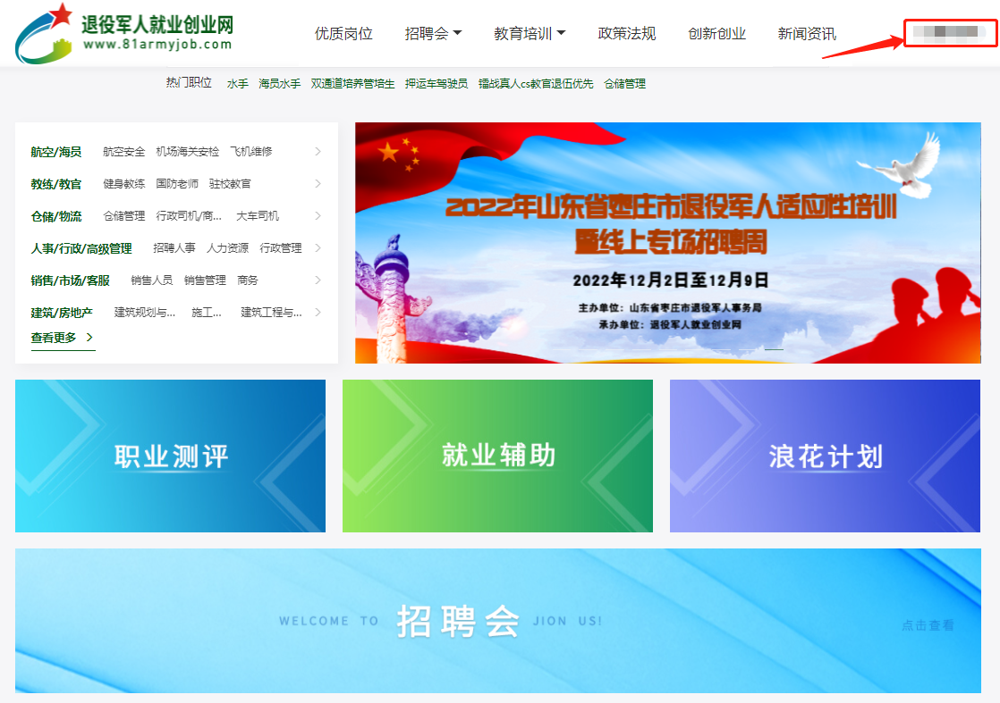 退役军人就业创业网
www.81armyjob.com
优质岗位 招聘会 教育培训 政策法规 创新创业 新闻资讯
热门职位 水手 海员水手 双通道培养管培生 押运车驾驶员 镭战真人cs教官退伍优先 仓储管理
航空/海员 航空安全 机场海关安检 飞机维修
教练/教官 健身教练 国防老师 驻校教官
仓储/物流 仓储管理 行政司机/商... 大车司机
人事/行政/高级管理 招聘人事 人力资源 行政管理
销售/市场/客服 销售人员 销售管理 商务
建筑/房地产 建筑规划与... 施工... 建筑工程与...
查看更多
2022年山东省枣庄市退役军人适应性培训
暨线上专场招聘周
2022年12月2日至12月9日
主办单位：山东省枣庄市退役军人事务局
承办单位：退役军人就业创业网
职业测评
就业辅助
浪花计划
WELCOME TO 招聘会 JION US!
点击查看